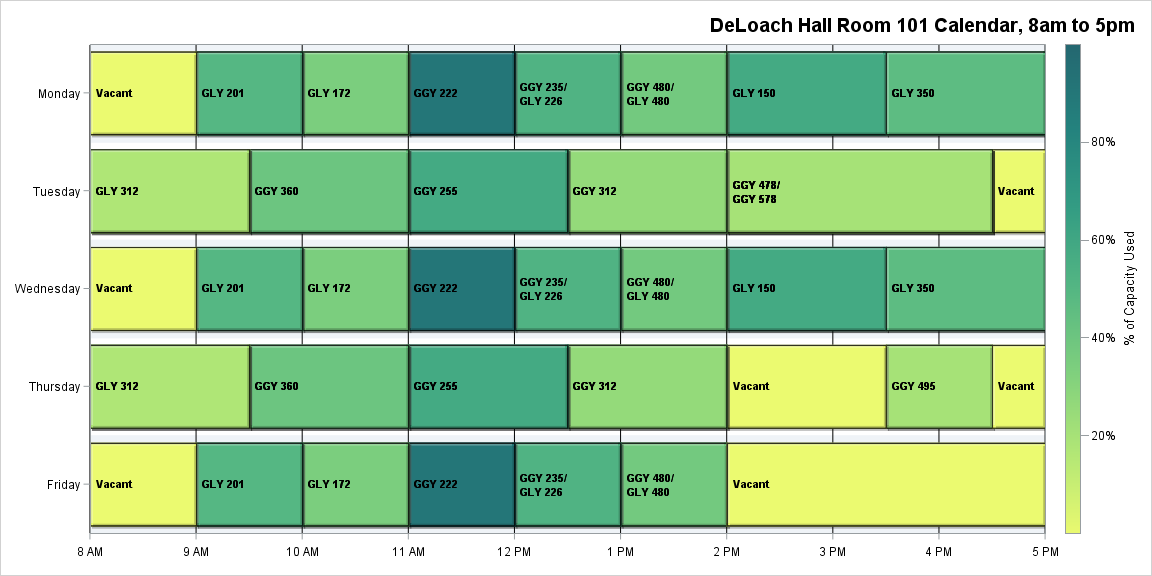 DeLoach Hall Room 101 Calendar, 8am to 5pm
Monday
Vacant
GLY 201
GLY 172
GGY 222
GGY 235/
GLY 226
GGY 480/
GLY 480
GLY 150
GLY 350
Tuesday
GLY 312
GGY 360
GGY 255
GGY 312
GGY 478/
GGY 578
Vacant
Wednesday
Vacant
GLY 201
GLY 172
GGY 222
GGY 235/
GLY 226
GGY 480/
GLY 480
GLY 150
GLY 350
Thursday
GLY 312
GGY 360
GGY 255
GGY 312
Vacant
GGY 495
Vacant
Friday
Vacant
GLY 201
GLY 172
GGY 222
GGY 235/
GLY 226
GGY 480/
GLY 480
Vacant
8 AM
9 AM
10 AM
11 AM
12 PM
1 PM
2 PM
3 PM
4 PM
5 PM
80%
60%
40%
20%
% of Capacity Used